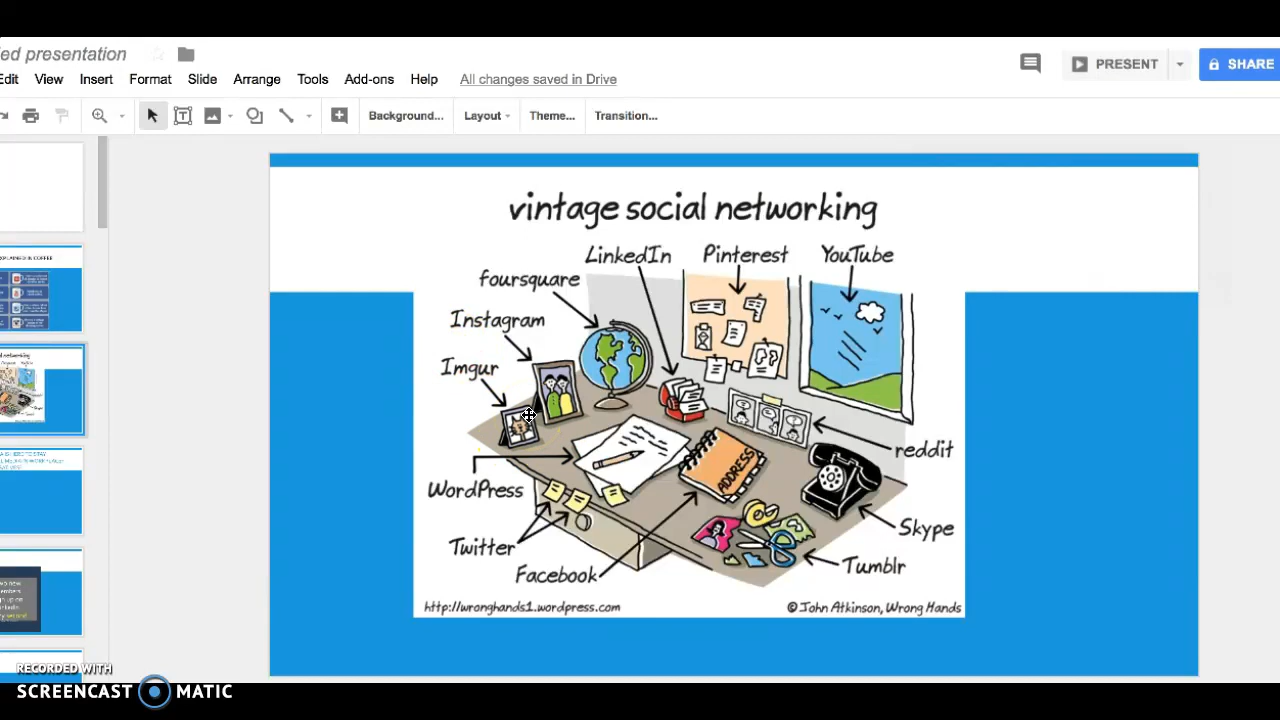 ed presentation
Edit View Insert Format Slide Arrange Tools Add-ons Help All changes saved in Drive
PRESENT
SHARE
Background... Layout Theme... Transition...
vintage social networking
LinkedIn
Pinterest
YouTube
foursquare
Instagram
Imgur
reddit
ADDRESS
WordPress
Skype
Twitter
Tumblr
Facebook
http://wronghands1.wordpress.com
© John Atkinson, Wrong Hands
RECORDED WITH
SCREENCAST MATIC